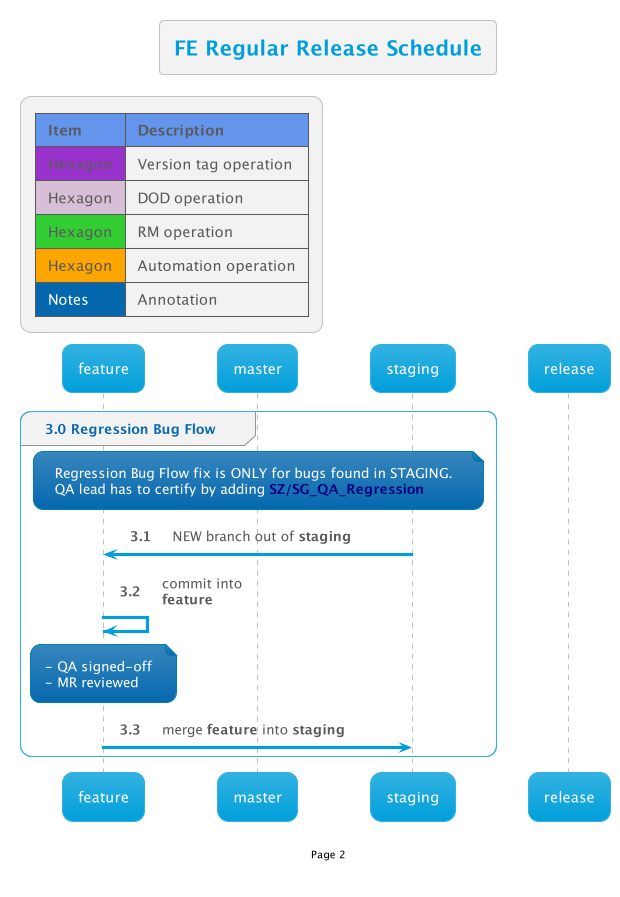 FE Regular Release Schedule
Item Description
Hexagon Version tag operation
Hexagon DOD operation
Hexagon RM operation
Hexagon Automation operation
Notes Annotation
feature master staging release
3.0 Regression Bug Flow
Regression Bug Flow fix is ONLY for bugs found in STAGING.
QA lead has to certify by adding SZ/SG_QA_Regression
3.1 NEW branch out of staging
3.2 commit into
feature
- QA signed-off
- MR reviewed
3.3 merge feature into staging
feature master staging release
Page 2